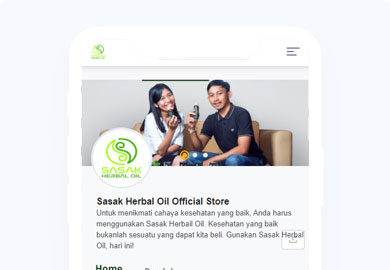 SASAK
HERBAL OIL
Sasak Herbal Oil Official Store
Untuk menikmati cahaya kesehatan yang baik, Anda harus
menggunakan Sasak Herbail Oil. Kesehatan yang baik
bukanlah sesuatu yang dapat kita beli. Gunakan Sasak Herbal
Oil, hari ini!
Home